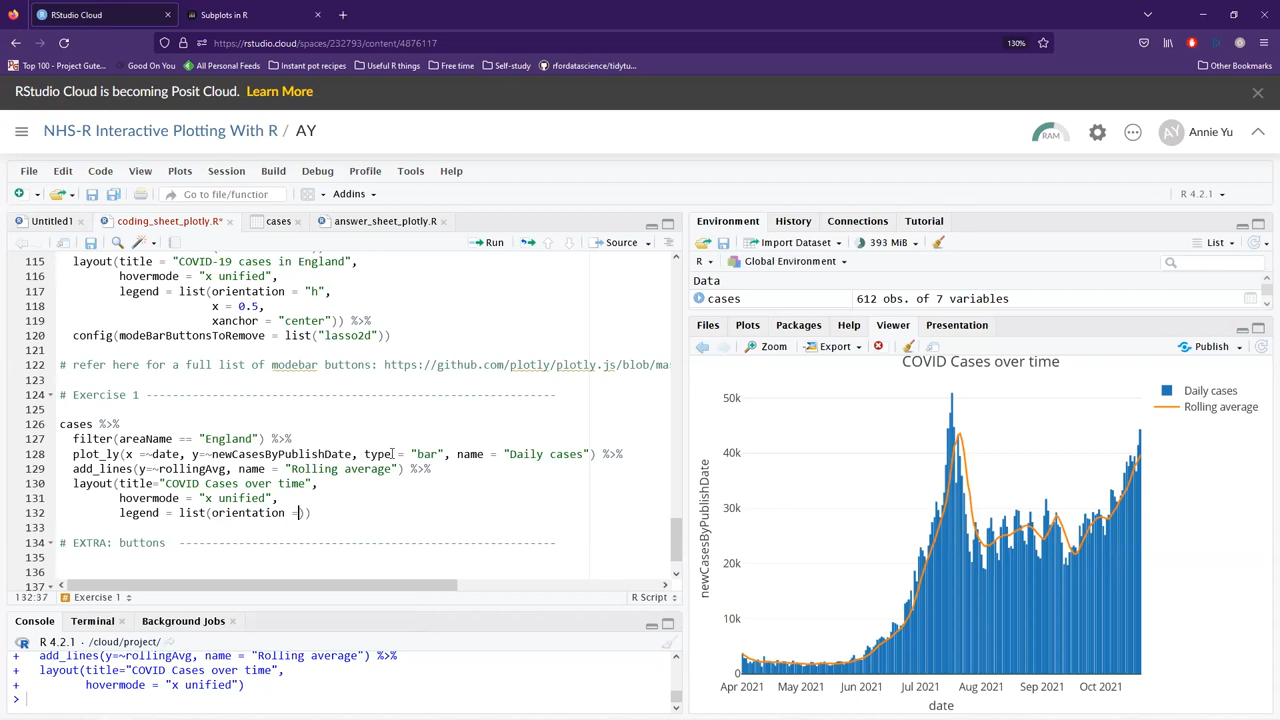 RStudio Cloud
Subplots in R
https://rstudio.cloud/spaces/232793/content/4876117
130%
Top 100 - Project Gute...
Good On You
All Personal Feeds
Instant pot recipes
Useful R things
Free time
Self-study
rfordatascience/tidytu...
Other Bookmarks
RStudio Cloud is becoming Posit Cloud. Learn More
NHS-R Interactive Plotting With R / AY
RAM
AY
Annie Yu
File Edit Code View Plots Session Build Debug Profile Tools Help
Go to file/function
Addins
R 4.2.1
Untitled1
coding_sheet_plotly.R*
cases
answer_sheet_plotly.R
Run
Source
115 layout(title = "COVID-19 cases in England",
116 hovermode = "x unified",
117 legend = list(orientation = "h",
118 x = 0.5,
119 xanchor = "center")) %>%
120 config(modeBarButtonsToRemove = list("lasso2d"))
121
122 # refer here for a full list of modebar buttons: https://github.com/plotly/plotly.js/blob/mas
123
124 # Exercise 1 --------------------------------------------------------------
125
126 cases %>%
127 filter(areaName == "England") %>%
128 plot_ly(x =~date, y=~newCasesByPublishDate, type = "bar", name = "Daily cases") %>%
129 add_lines(y=~rollingAvg, name = "Rolling average") %>%
130 layout(title="COVID Cases over time",
131 hovermode = "x unified",
132 legend = list(orientation =))
133
134 # EXTRA: buttons ---------------------------------------------------------
135
136
137
132:37
Exercise 1
R Script
Console Terminal Background Jobs
R 4.2.1 · /cloud/project/
+ add_lines(y=~rollingAvg, name = "Rolling average") %>%
+ layout(title="COVID Cases over time",
+ hovermode = "x unified")
>
Environment History Connections Tutorial
Import Dataset
393 MiB
List
R
Global Environment
Data
cases 612 obs. of 7 variables
Files Plots Packages Help Viewer Presentation
Zoom
Export
Publish
COVID Cases over time
Daily cases
Rolling average
50k
40k
30k
20k
10k
0
newCasesByPublishDate
Apr 2021 May 2021 Jun 2021 Jul 2021 Aug 2021 Sep 2021 Oct 2021
date